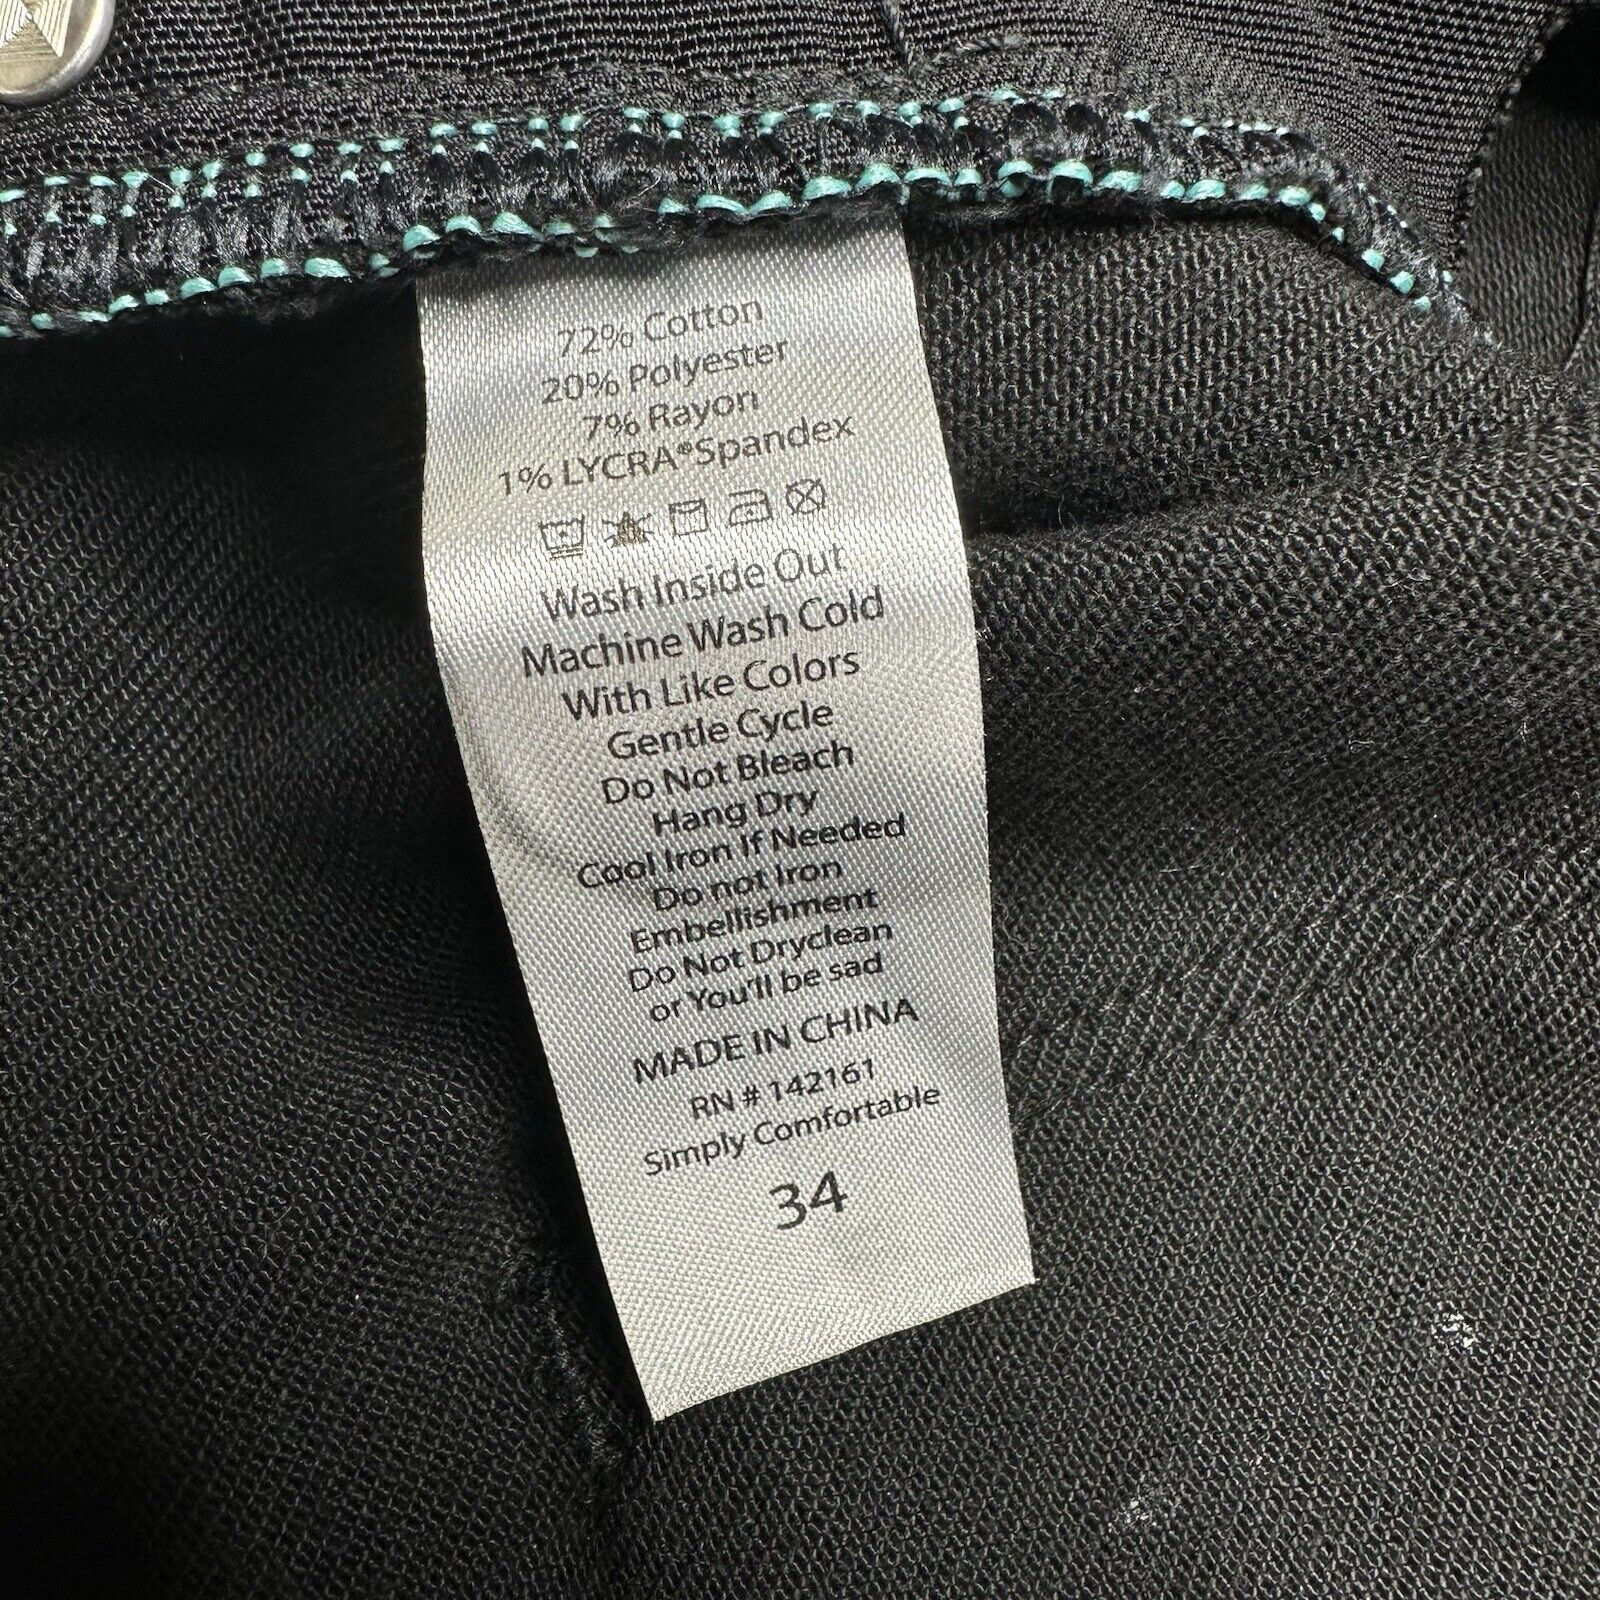 72% Cotton
20% Polyester
7% Rayon
1% LYCRA®Spandex
Wash Inside Out
Machine Wash Cold
With Like Colors
Gentle Cycle
Do Not Bleach
Hang Dry
Cool Iron If Needed
Do not Iron
Embellishment
Do Not Dryclean
or You'll be sad
MADE IN CHINA
RN # 142161
Simply Comfortable
34